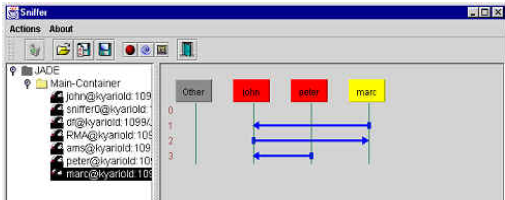 Sniffer
Actions About
JADE
Main-Container
john@kyariold:109
sniffer0@kyariold:
df@kyariold:1099/
RMA@kyariold:109
ams@kyariold:109
peter@kyariold:10
marc@kyariold:109
Other john peter marc
0
1
2
3